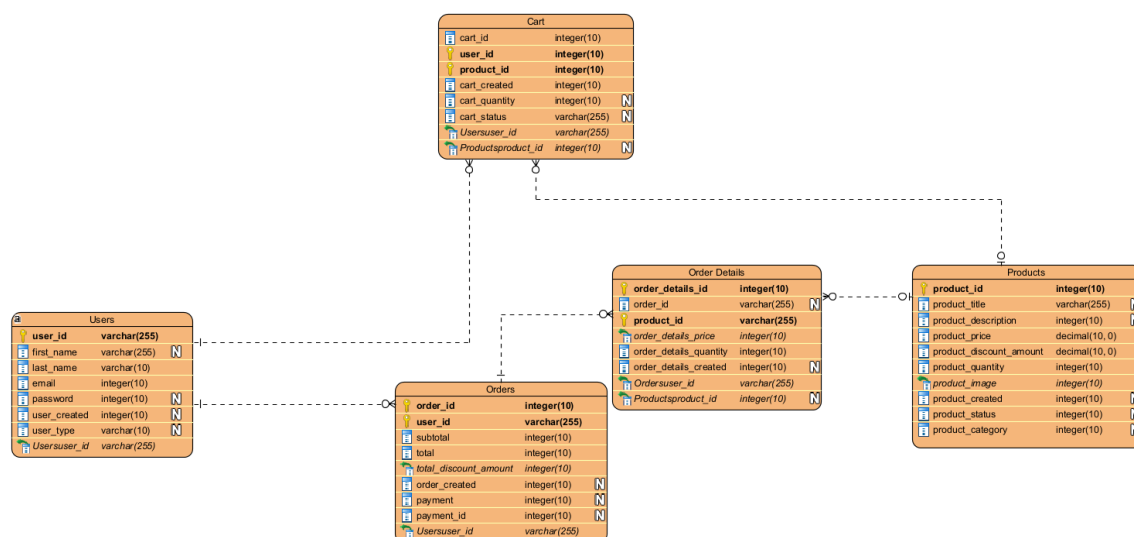 Cart
cart_id integer(10)
user_id integer(10)
product_id integer(10)
cart_created integer(10)
cart_quantity integer(10) N
cart_status varchar(255) N
Usersuser_id varchar(255)
Productsproduct_id integer(10) N
a
Users
user_id varchar(255)
first_name varchar(255) N
last_name varchar(10)
email integer(10)
password integer(10) N
user_created integer(10) N
user_type varchar(10) N
Usersuser_id varchar(255)
Orders
order_id integer(10)
user_id varchar(255)
subtotal integer(10)
total integer(10)
total_discount_amount integer(10)
order_created integer(10) N
payment integer(10) N
payment_id integer(10) N
Usersuser_id varchar(255)
Order Details
order_details_id integer(10)
order_id varchar(255) N
product_id varchar(255)
order_details_price integer(10)
order_details_quantity integer(10)
order_details_created integer(10) N
Ordersuser_id varchar(255)
Productsproduct_id integer(10) N
Products
product_id integer(10)
product_title varchar(255) N
product_description integer(10) N
product_price decimal(10, 0)
product_discount_amount decimal(10, 0)
product_quantity integer(10)
product_image integer(10)
product_created integer(10) N
product_status integer(10) N
product_category integer(10) N